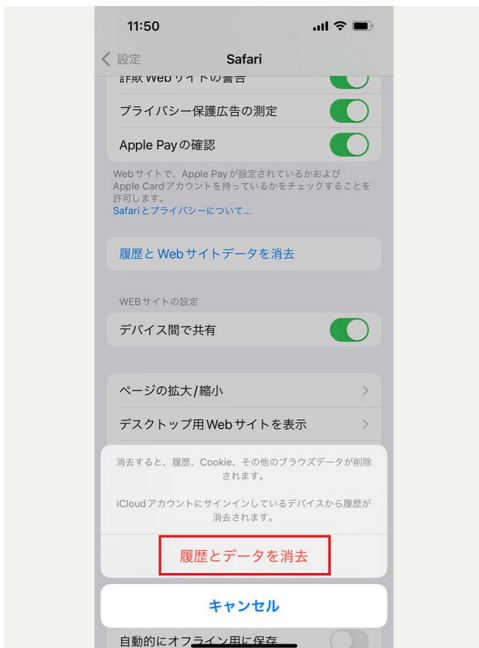 11:50
設定
Safari
詐欺Webサイトの警告
プライバシー保護広告の測定
Apple Payの確認
Webサイトで、Apple Payが設定されているかおよび
Apple Cardアカウントを持っているかをチェックすることを
許可します。
Safariとプライバシーについて...
履歴とWebサイトデータを消去
WEBサイトの設定
デバイス間で共有
ページの拡大/縮小
デスクトップ用Webサイトを表示
消去すると、履歴、Cookie、その他のブラウズデータが削除
されます。
iCloudアカウントにサインインしているデバイスから履歴が
消去されます。
履歴とデータを消去
キャンセル
自動的にオフライン用に保存